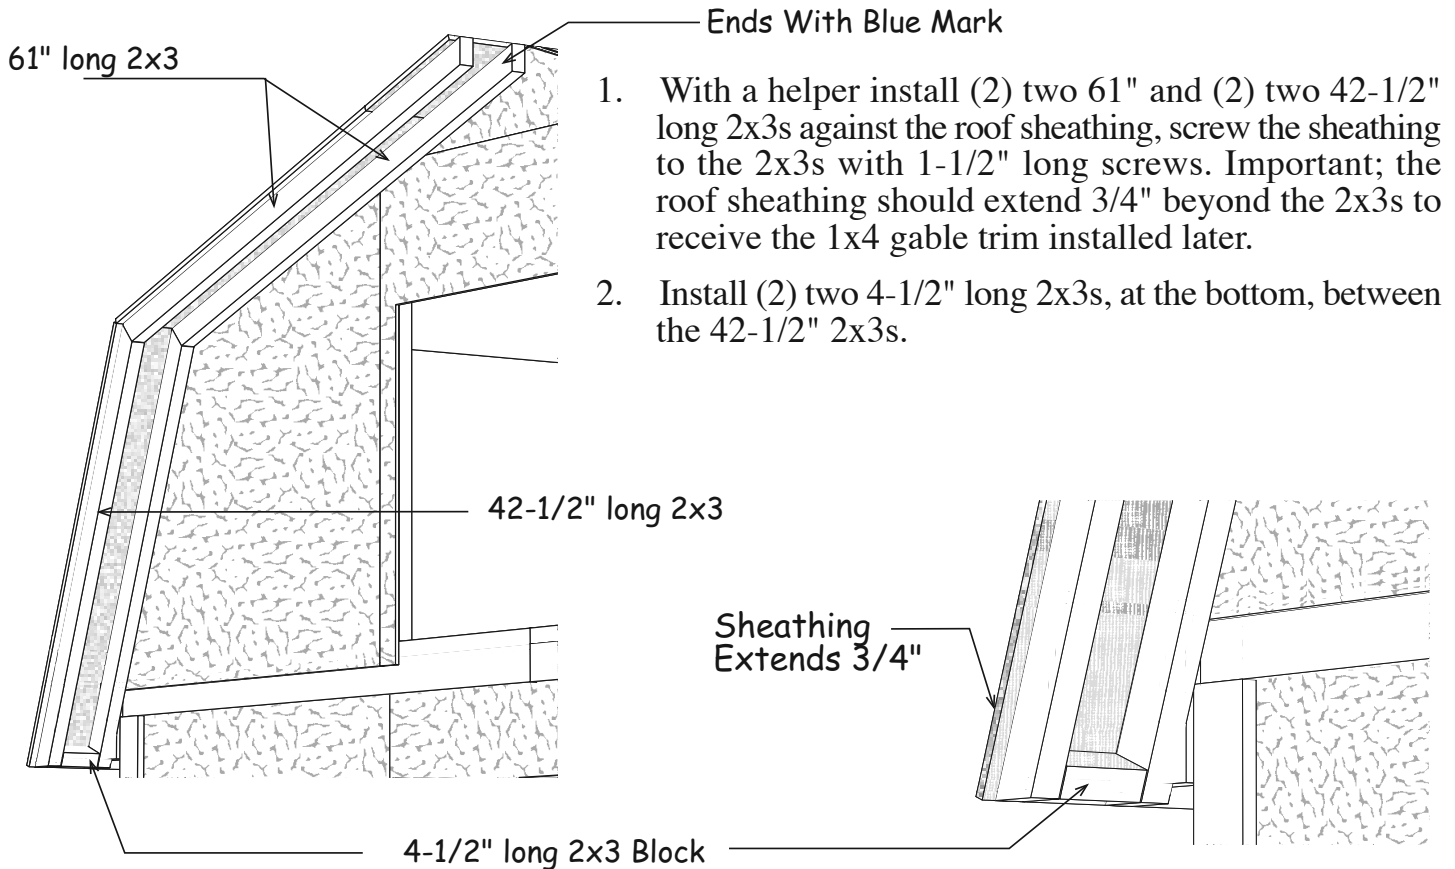 Ends With Blue Mark
61" long 2x3
1. With a helper install (2) two 61" and (2) two 42-1/2"
long 2x3s against the roof sheathing, screw the sheathing
to the 2x3s with 1-1/2" long screws. Important; the
roof sheathing should extend 3/4" beyond the 2x3s to
receive the 1x4 gable trim installed later.
2. Install (2) two 4-1/2" long 2x3s, at the bottom, between
the 42-1/2" 2x3s.
42-1/2" long 2x3
Sheathing
Extends 3/4"
4-1/2" long 2x3 Block